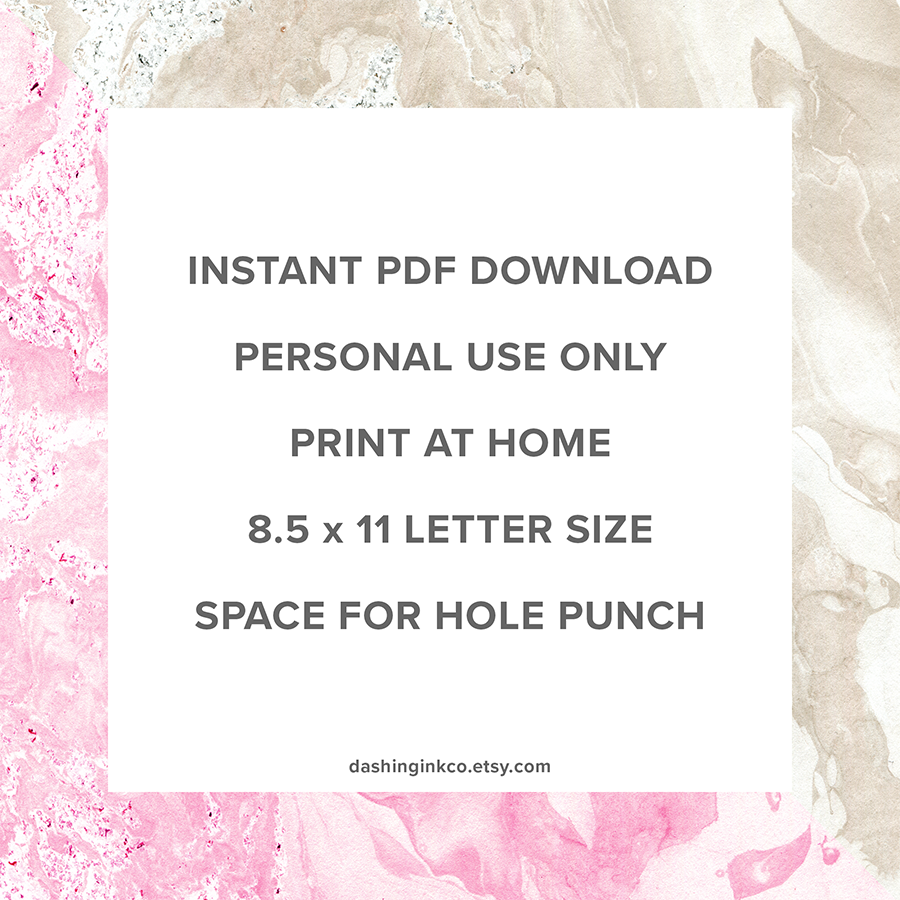 INSTANT PDF DOWNLOAD
PERSONAL USE ONLY
PRINT AT HOME
8.5 x 11 LETTER SIZE
SPACE FOR HOLE PUNCH
dashinginkco.etsy.com